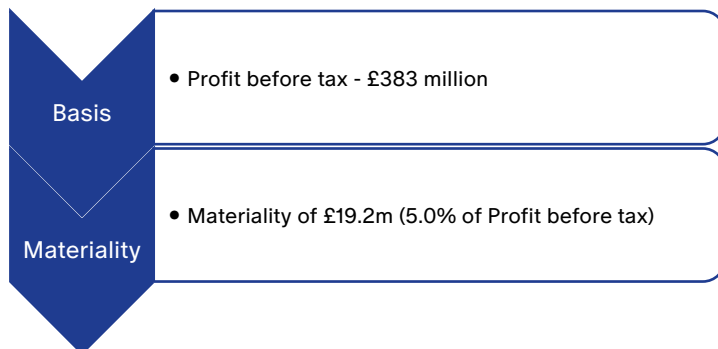 Basis
• Profit before tax - £383 million
Materiality
• Materiality of £19.2m (5.0% of Profit before tax)